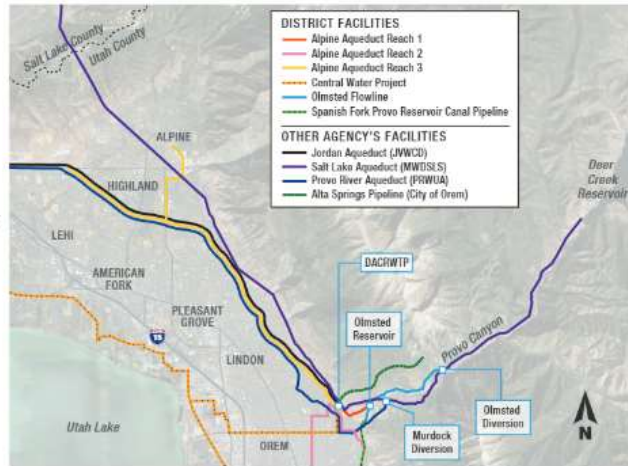 DISTRICT FACILITIES
Alpine Aqueduct Reach 1
Alpine Aqueduct Reach 2
Alpine Aqueduct Reach 3
Central Water Project
Olmsted Flowline
Spanish Fork Provo Reservoir Canal Pipeline
OTHER AGENCY'S FACILITIES
Jordan Aqueduct (JVWCD)
Salt Lake Aqueduct (MWDSLS)
Provo River Aqueduct (PRWUA)
Alta Springs Pipeline (City of Orem)
Salt Lake County
Utah County
ALPINE
HIGHLAND
LEHI
AMERICAN
FORK
PLEASANT
GROVE
15
LINDON
OREM
Utah Lake
Deer
Creek
Reservoir
Provo Canyon
DACRWTP
Olmsted
Reservoir
Murdock
Diversion
Olmsted
Diversion
N